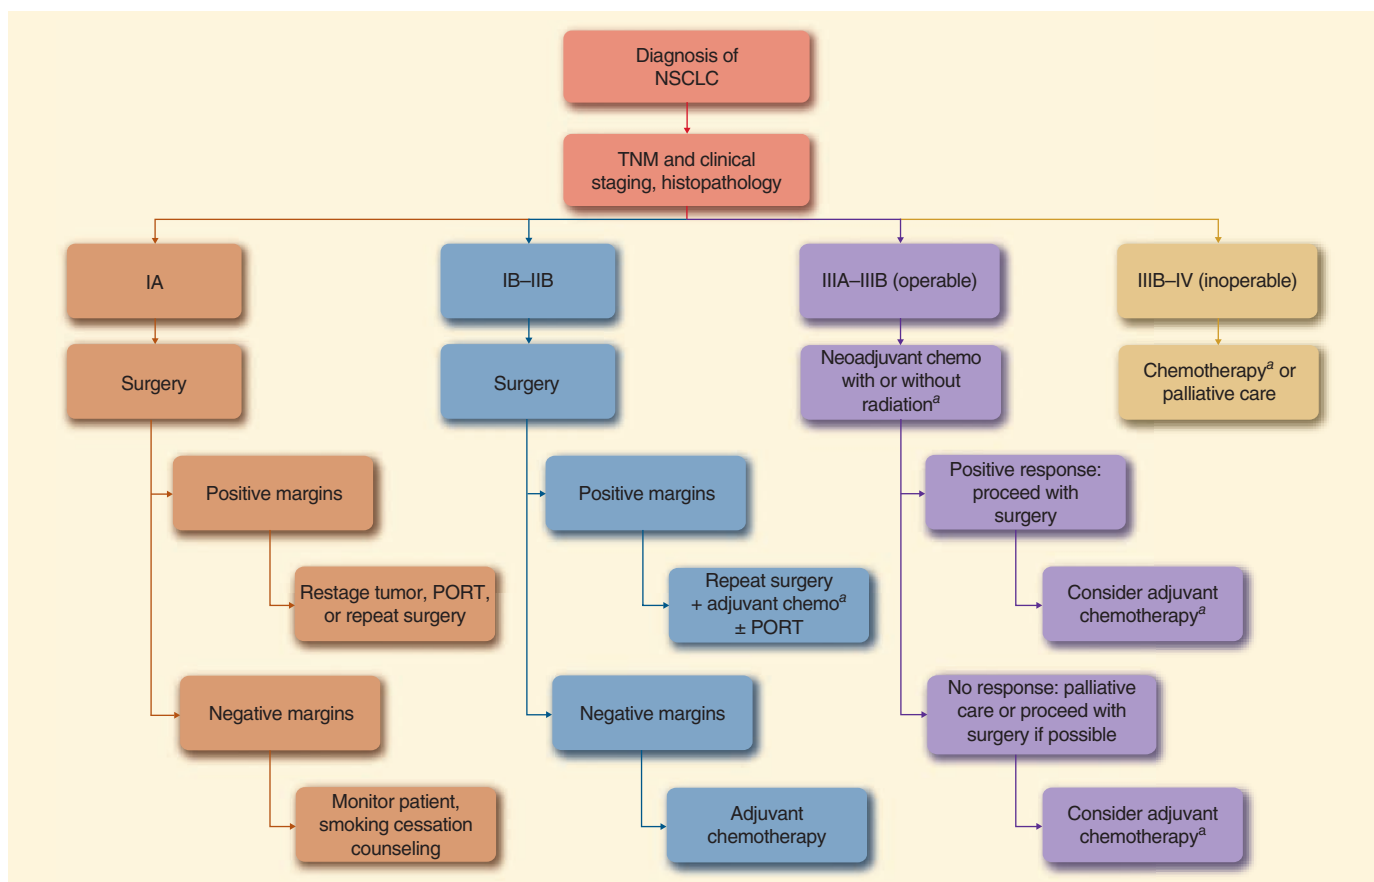 Diagnosis of
NSCLC
TNM and clinical
staging, histopathology
IA
IB–IIB
IIIA–IIIB (operable)
IIIB–IV (inoperable)
Surgery
Surgery
Neoadjuvant chemo
with or without
radiationa
Chemotherapya or
palliative care
Positive margins
Positive margins
Positive response:
proceed with
surgery
Restage tumor, PORT,
or repeat surgery
Repeat surgery
+ adjuvant chemoa
± PORT
Consider adjuvant
chemotherapya
Negative margins
Negative margins
No response: palliative
care or proceed with
surgery if possible
Monitor patient,
smoking cessation
counseling
Adjuvant
chemotherapy
Consider adjuvant
chemotherapya